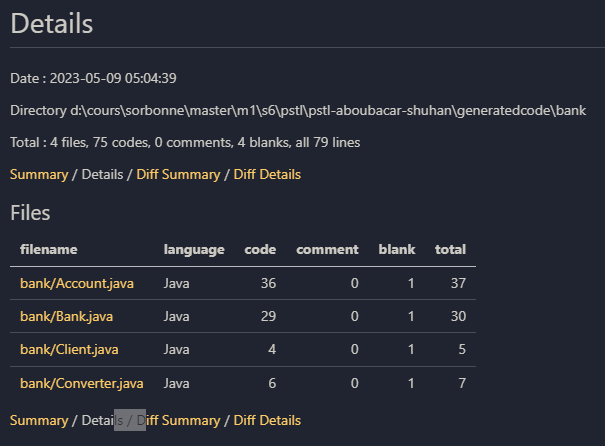 Details
Date : 2023-05-09 05:04:39
Directory d:\cours\sorbonne\master\m1\s6\pstl\pstl-aboubacar-shuhan\generatedcode\bank
Total : 4 files, 75 codes, 0 comments, 4 blanks, all 79 lines
Summary / Details / Diff Summary / Diff Details
Files
filename language code comment blank total
bank/Account.java Java 36 0 1 37
bank/Bank.java Java 29 0 1 30
bank/Client.java Java 4 0 1 5
bank/Converter.java Java 6 0 1 7
Summary / Details / Diff Summary / Diff Details